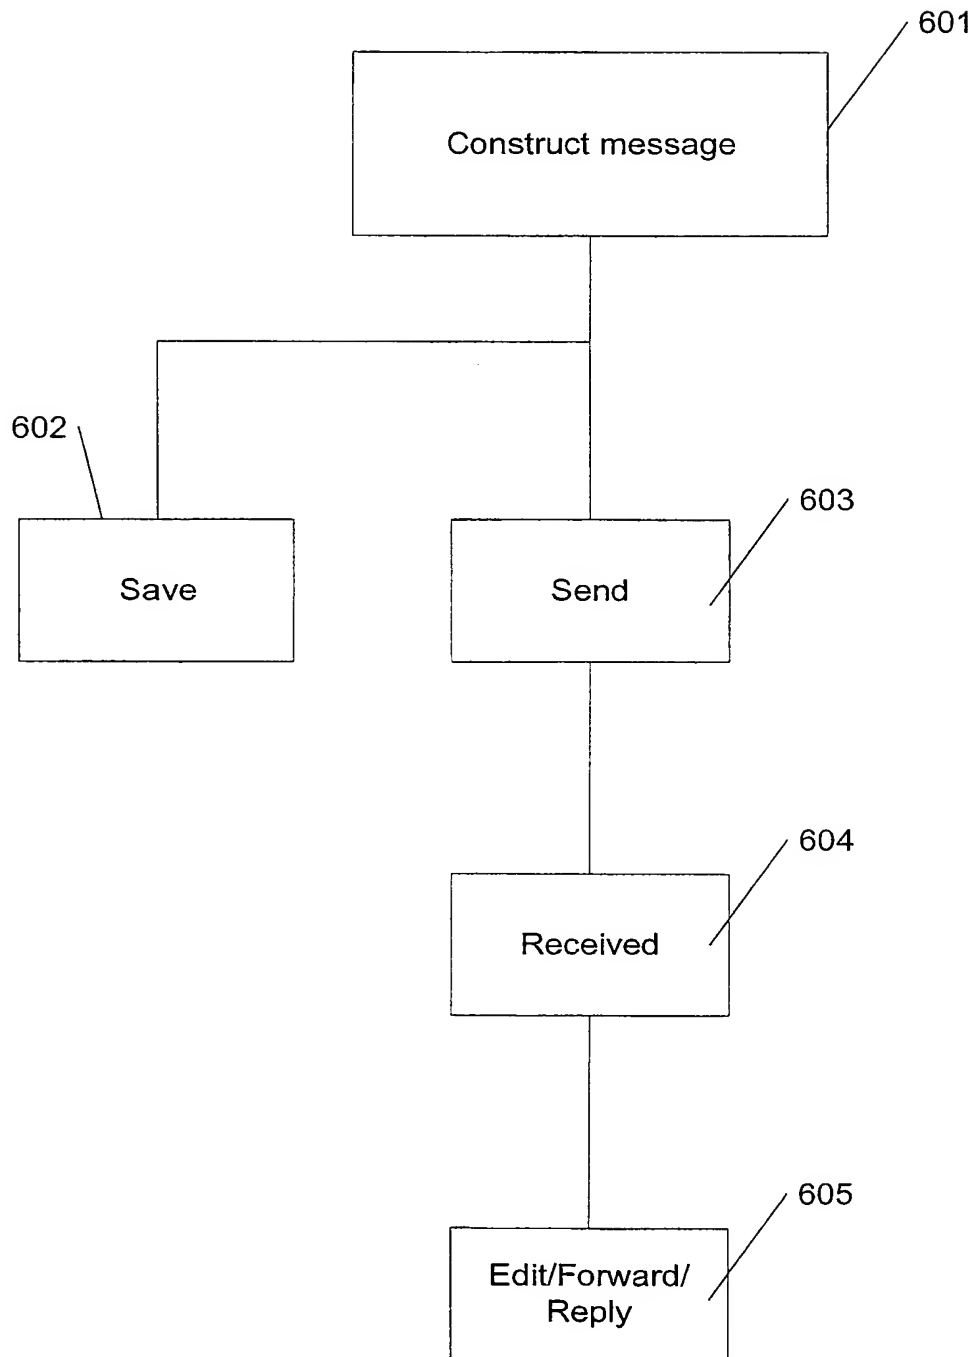 601
Construct message
602
603
Save
Send
604
Received
605
Edit/Forward/
Reply